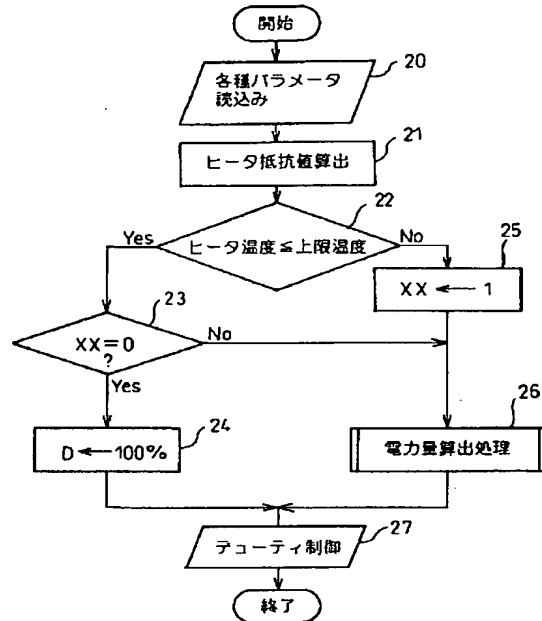 開始
20
各種パラメータ
読込み
21
ヒータ抵抗値算出
22
ヒータ温度≦上限温度
Yes
No
25
XX ← 1
23
XX=0
?
No
Yes
24
D ← 100%
26
電力量算出処理
27
デューティ制御
終了